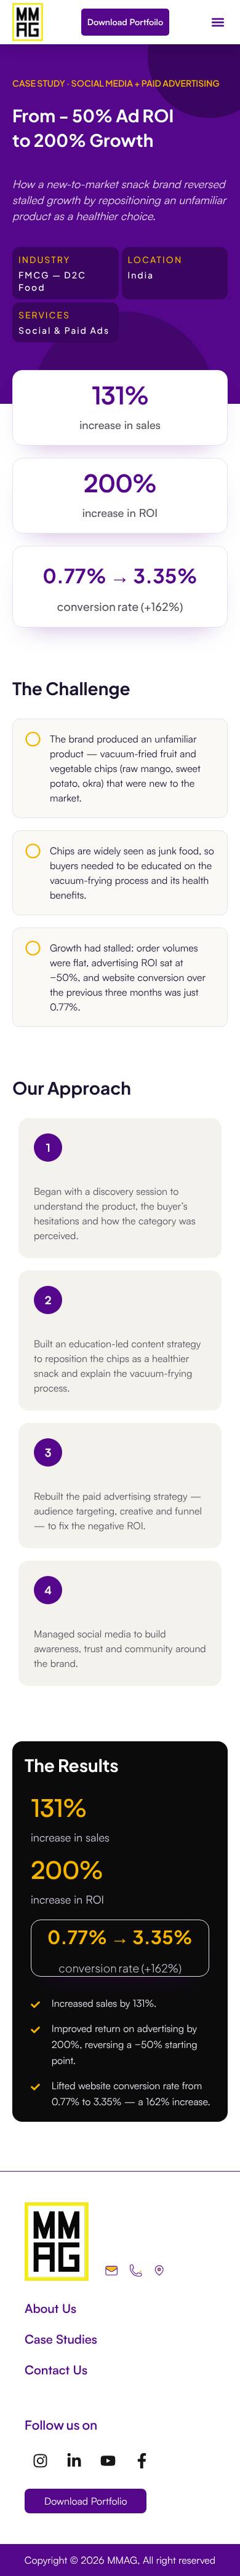 MM
AG
Download Portfoilo
CASE STUDY · SOCIAL MEDIA + PAID ADVERTISING
From - 50% Ad ROI
to 200% Growth
How a new-to-market snack brand reversed
stalled growth by repositioning an unfamiliar
product as a healthier choice.
INDUSTRY
FMCG — D2C
Food
LOCATION
India
SERVICES
Social & Paid Ads
131%
increase in sales
200%
increase in ROI
0.77% → 3.35%
conversion rate (+162%)
The Challenge
The brand produced an unfamiliar
product — vacuum-fried fruit and
vegetable chips (raw mango, sweet
potato, okra) that were new to the
market.
Chips are widely seen as junk food, so
buyers needed to be educated on the
vacuum-frying process and its health
benefits.
Growth had stalled: order volumes
were flat, advertising ROI sat at
−50%, and website conversion over
the previous three months was just
0.77%.
Our Approach
1
Began with a discovery session to
understand the product, the buyer's
hesitations and how the category was
perceived.
2
Built an education-led content strategy
to reposition the chips as a healthier
snack and explain the vacuum-frying
process.
3
Rebuilt the paid advertising strategy —
audience targeting, creative and funnel
— to fix the negative ROI.
4
Managed social media to build
awareness, trust and community around
the brand.
The Results
131%
increase in sales
200%
increase in ROI
0.77% → 3.35%
conversion rate (+162%)
Increased sales by 131%.
Improved return on advertising by
200%, reversing a −50% starting
point.
Lifted website conversion rate from
0.77% to 3.35% — a 162% increase.
MM
AG
About Us
Case Studies
Contact Us
Follow us on
Download Portfolio
Copyright © 2026 MMAG, All right reserved